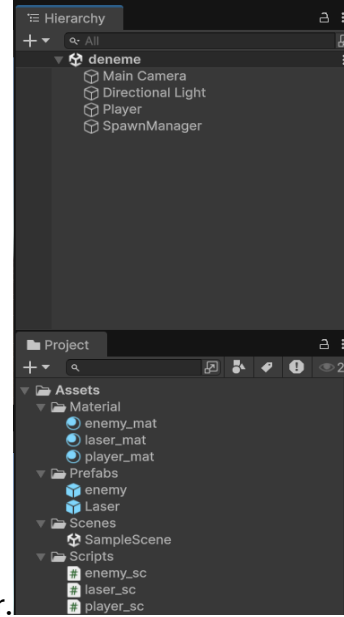 Hierarchy
All
deneme
Main Camera
Directional Light
Player
SpawnManager
Project
2
Assets
Material
enemy_mat
laser_mat
player_mat
Prefabs
enemy
Laser
Scenes
SampleScene
Scripts
enemy_sc
laser_sc
player_sc